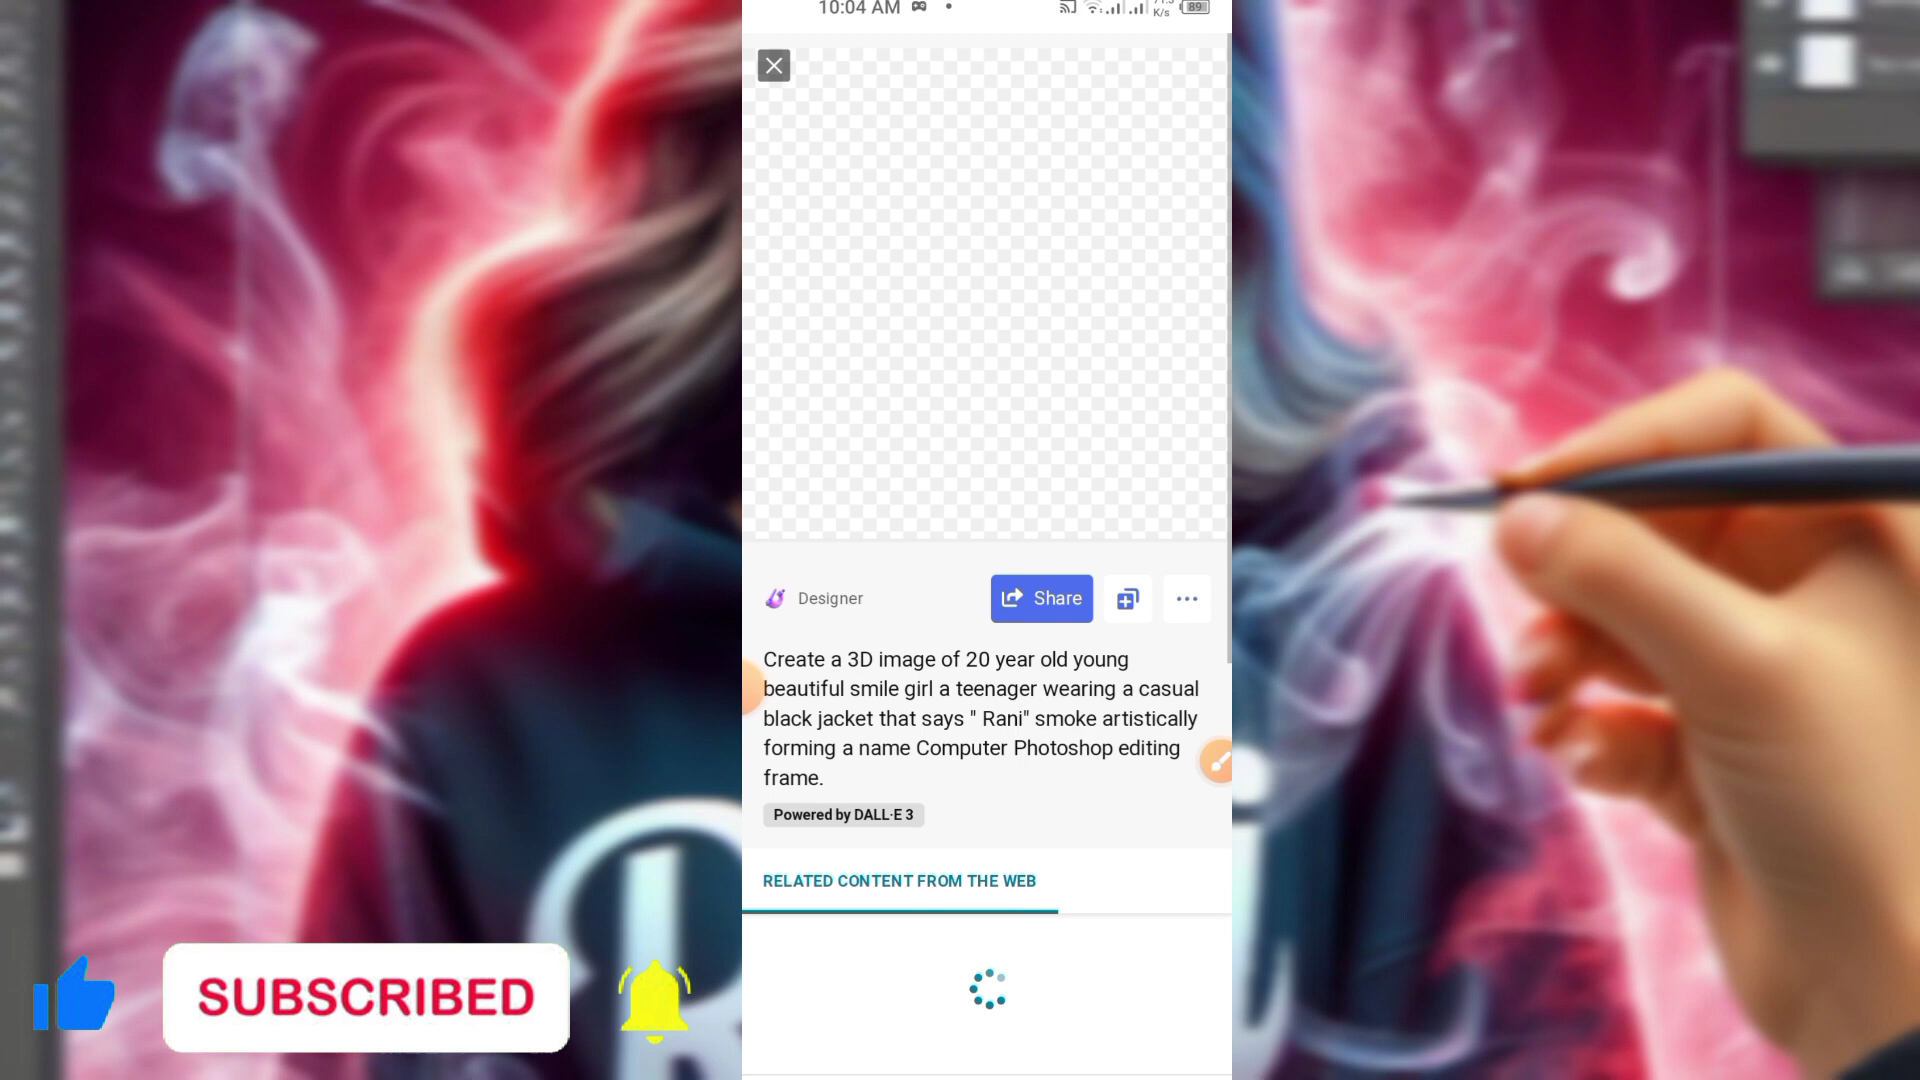 10:04 AM
K/s
89
Designer
Share
Create a 3D image of 20 year old young
beautiful smile girl a teenager wearing a casual
black jacket that says " Rani" smoke artistically
forming a name Computer Photoshop editing
frame.
Powered by DALL·E 3
RELATED CONTENT FROM THE WEB
SUBSCRIBED
R